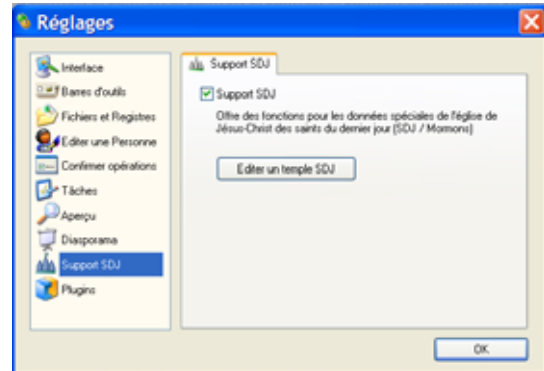 Réglages
Interface
Barres d'outils
Fichiers et Registres
Editer une Personne
Confirmer opérations
Tâches
Aperçu
Diasporama
Support SDJ
Plugins
Support SDJ
Support SDJ
Offre des fonctions pour les données spéciales de l'église de
Jésus-Christ des saints du dernier jour (SDJ / Mormons)
Editer un temple SDJ
OK